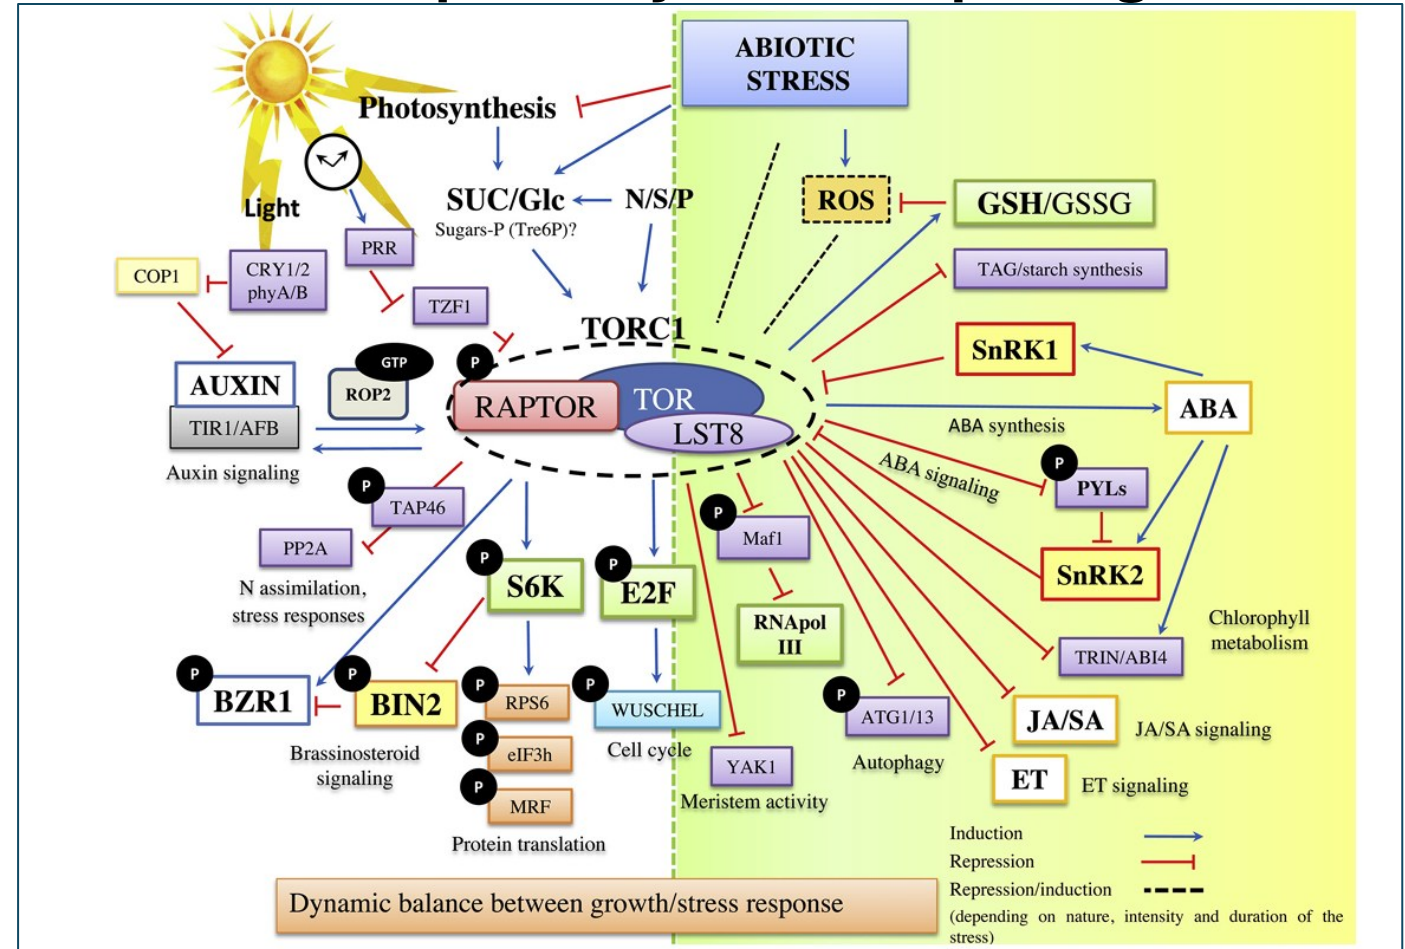 ABIOTIC
STRESS
Photosynthesis
ROS
GSH/GSSG
SUC/Glc
N/S/P
Sugars-P (Tre6P)?
Light
PRR
COP1
CRY1/2
phyA/B
TZF1
TAG/starch synthesis
TORC1
SnRK1
GTP
ROP2
P
AUXIN
TIR1/AFB
Auxin signaling
RAPTOR
TOR
LST8
ABA
ABA synthesis
ABA signaling
P
PYLs
P
TAP46
PP2A
N assimilation,
stress responses
P
Maf1
P
S6K
P
E2F
SnRK2
RNApol
III
Chlorophyll
metabolism
TRIN/ABI4
P
BZR1
P
BIN2
Brassinosteroid
signaling
P
RPS6
P
eIF3h
P
MRF
Protein translation
P
WUSCHEL
Cell cycle
YAK1
Meristem activity
P
ATG1/13
Autophagy
JA/SA
JA/SA signaling
ET
ET signaling
Induction
Repression
Repression/induction
(depending on nature, intensity and duration of the
stress)
Dynamic balance between growth/stress response